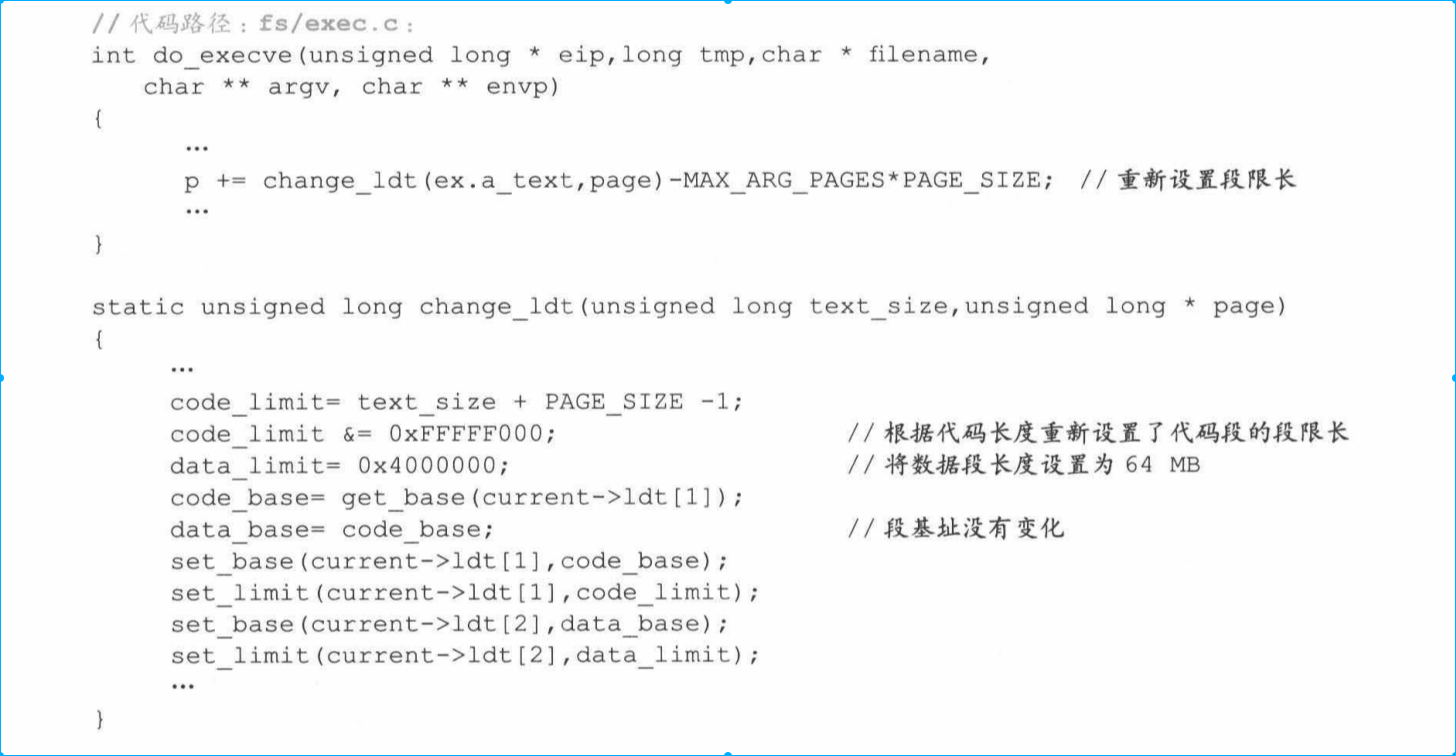 // 代码路径：fs/exec.c：
int do_execve(unsigned long * eip,long tmp,char * filename,
char ** argv, char ** envp)
{
…
p += change_ldt(ex.a_text,page)-MAX_ARG_PAGES*PAGE_SIZE; // 重新设置段限长
…
}
static unsigned long change_ldt(unsigned long text_size,unsigned long * page)
{
…
code_limit= text_size + PAGE_SIZE -1;
code_limit &= 0xFFFFF000; // 根据代码长度重新设置了代码段的段限长
data_limit= 0x4000000; // 将数据段长度设置为 64 MB
code_base= get_base(current->ldt[1]);
data_base= code_base; // 段基址没有变化
set_base(current->ldt[1],code_base);
set_limit(current->ldt[1],code_limit);
set_base(current->ldt[2],data_base);
set_limit(current->ldt[2],data_limit);
…
}